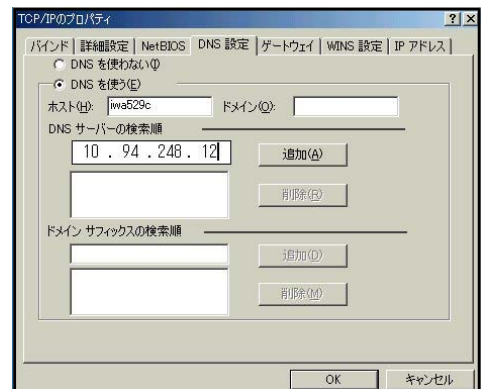 TCP/IPのプロパティ
バインド 詳細設定 NetBIOS DNS 設定 ゲートウェイ WINS 設定 IP アドレス
DNS を使わない(I)
DNS を使う(E)
ホスト(H): iwa529c ドメイン(O):
DNS サーバーの検索順
10 . 94 . 248 . 12 追加(A)
削除(R)
ドメイン サフィックスの検索順
追加(D)
削除(M)
OK キャンセル